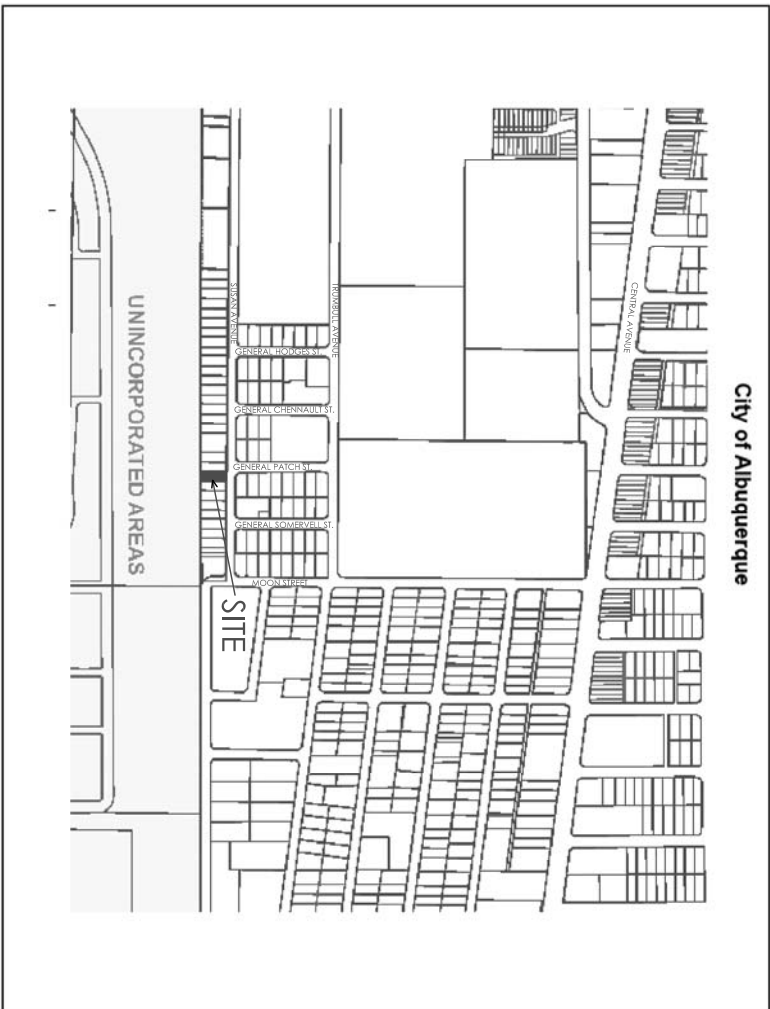 City of Albuquerque
CENTRAL AVENUE
TRUMBULL AVENUE
SUSAN AVENUE
GENERAL HODGES ST.
GENERAL CHENNAULT ST.
GENERAL PATCH ST.
GENERAL SOMERVELL ST.
MOON STREET
SITE
UNINCORPORATED AREAS